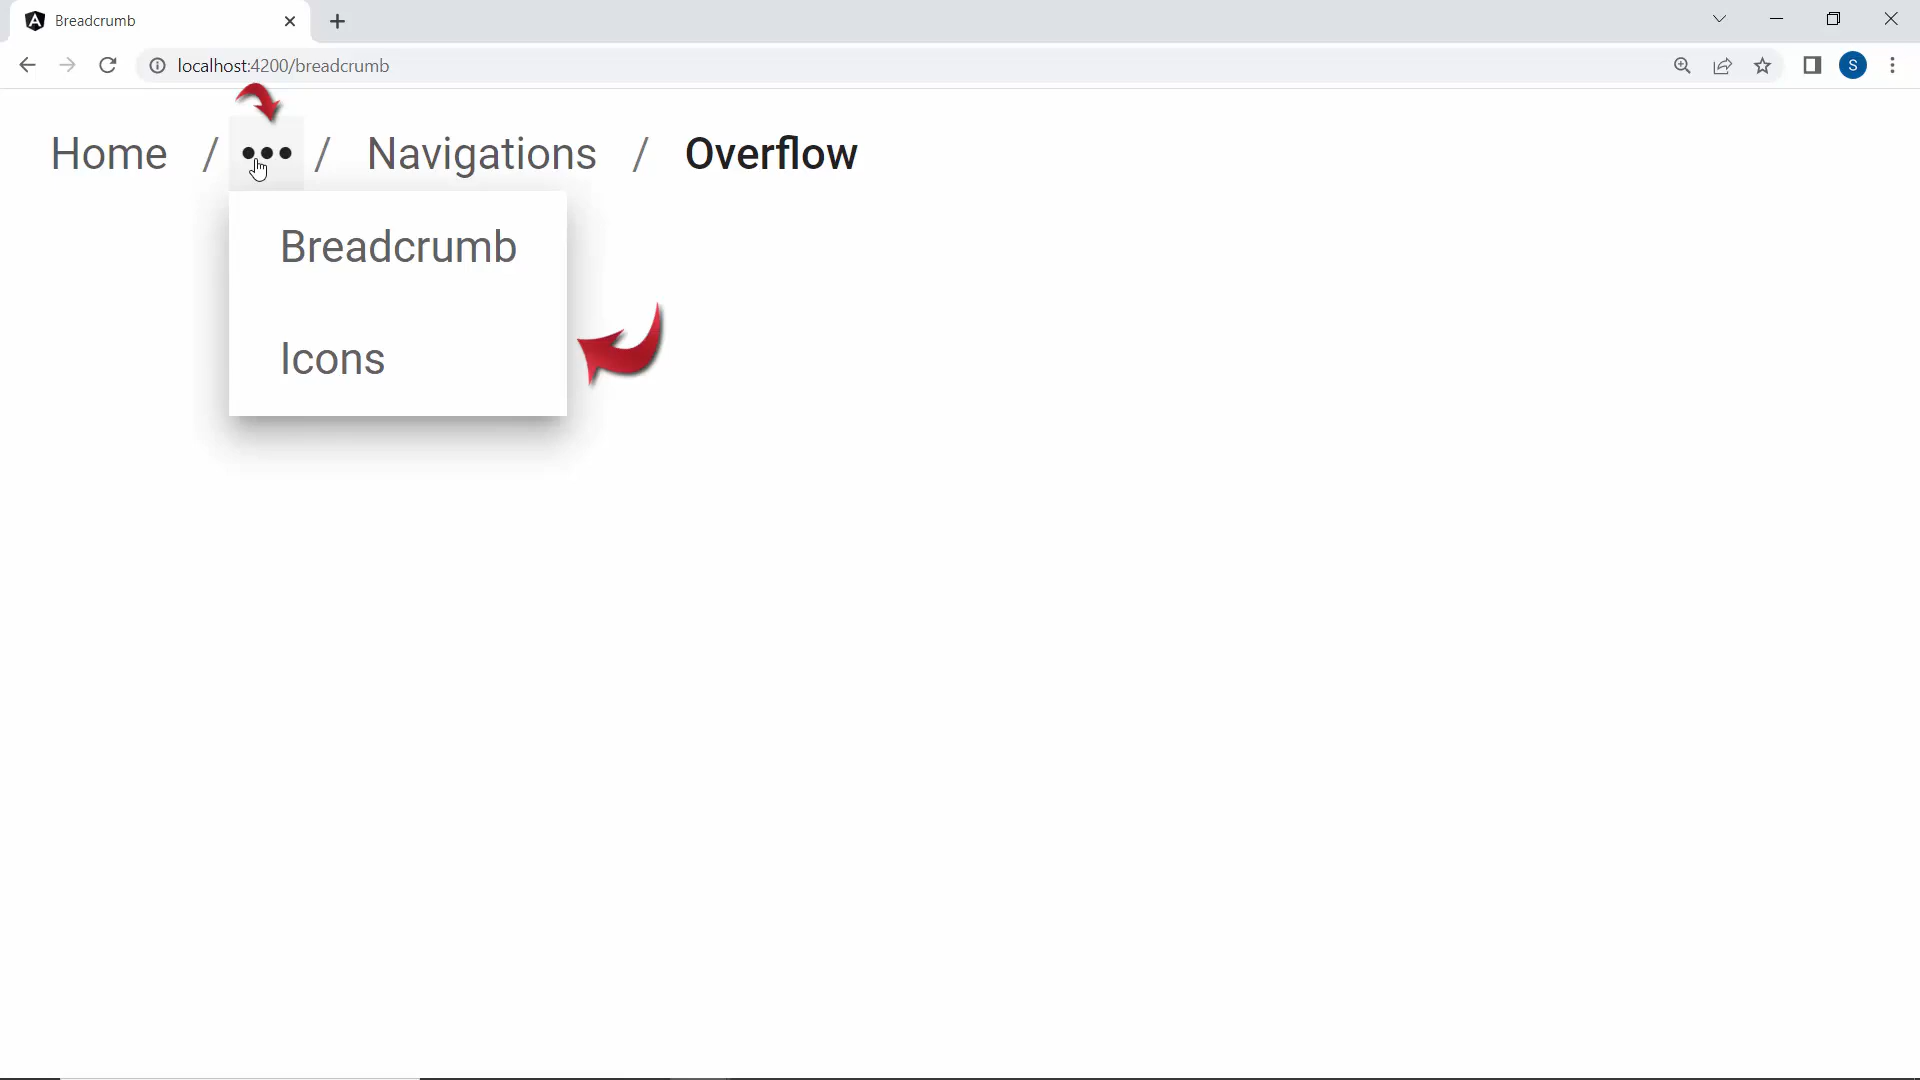 Breadcrumb
localhost:4200/breadcrumb
S
Home / ••• / Navigations / Overflow
Breadcrumb
Icons